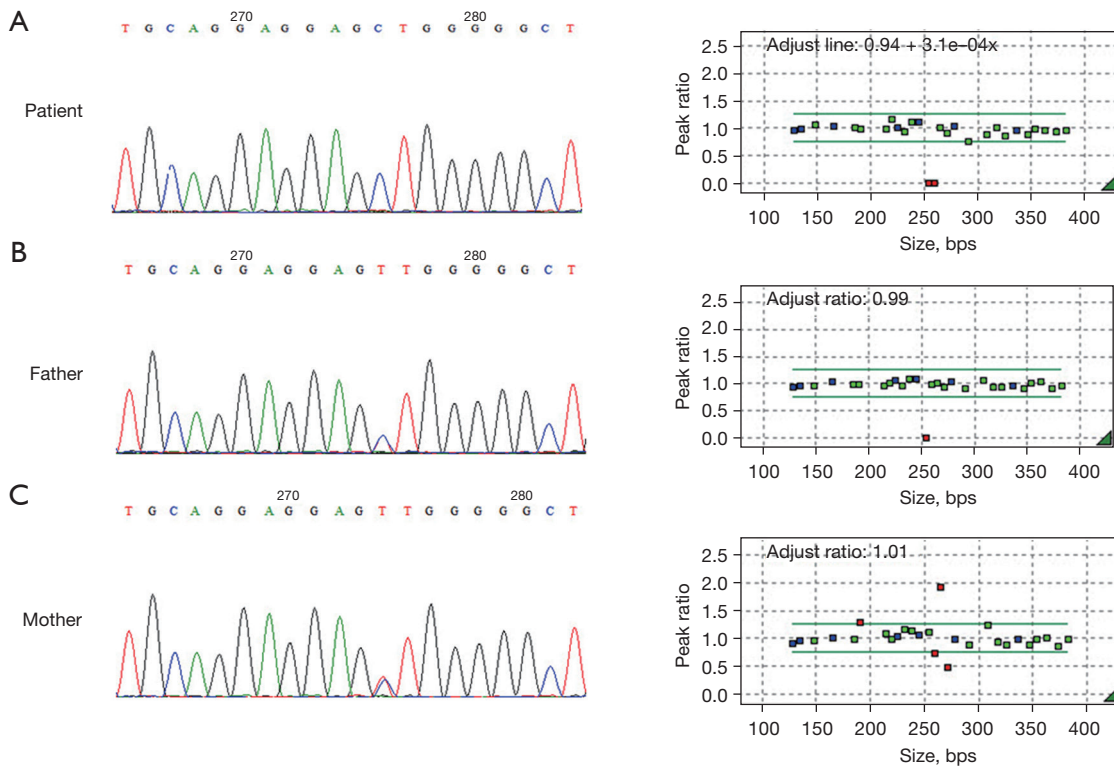 A
270 280
T G C A G G A G G A G C T G G G G G C T
Patient
2.5
2.0
1.5
1.0
0.5
0.0
Peak ratio
Adjust line: 0.94 + 3.1e–04x
100 150 200 250 300 350 400
Size, bps
B
270 280
T G C A G G A G G A G T T G G G G G C T
Father
2.5
2.0
1.5
1.0
0.5
0.0
Peak ratio
Adjust ratio: 0.99
100 150 200 250 300 350 400
Size, bps
C
270 280
T G C A G G A G G A G T T G G G G G C T
Mother
2.5
2.0
1.5
1.0
0.5
0.0
Peak ratio
Adjust ratio: 1.01
100 150 200 250 300 350 400
Size, bps